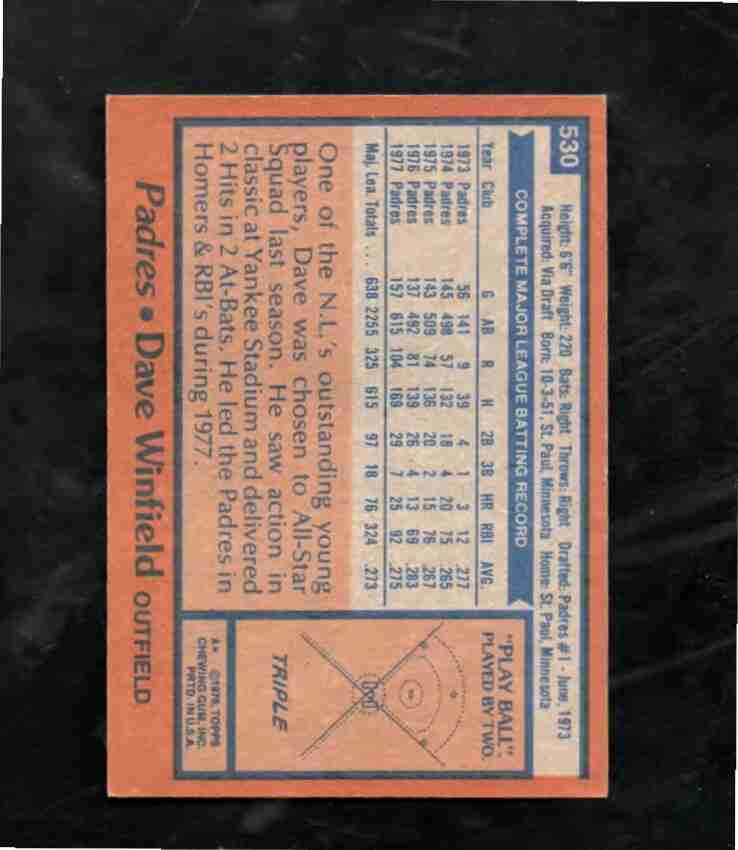 530
Height: 6'6" Weight: 220 Bats: Right Throws: Right Drafted: Padres #1 - June, 1973
Acquired: Via Draft Born: 10-3-51, St. Paul, Minnesota Home: St. Paul, Minnesota
COMPLETE MAJOR LEAGUE BATTING RECORD
Year Club G AB R H 2B 3B HR RBI AVG.
1973 Padres 56 141 9 39 4 1 3 12 .277
1974 Padres 145 498 57 132 18 4 20 75 .265
1975 Padres 143 509 74 136 20 2 15 76 .267
1976 Padres 137 492 81 139 26 4 13 69 .283
1977 Padres 157 615 104 169 29 7 25 92 .275
Maj. Lea. Totals ... 638 2255 325 615 97 18 76 324 .273
One of the N.L.'s outstanding young
players, Dave was chosen to All-Star
Squad last season. He saw action in
classic at Yankee Stadium and delivered
2 Hits in 2 At-Bats. He led the Padres in
Homers & RBI's during 1977.
"PLAY BALL"
PLAYED BY TWO.
TRIPLE
A* ©1978, TOPPS
CHEWING GUM, INC.
PRTD. IN U.S.A.
Padres • Dave Winfield OUTFIELD